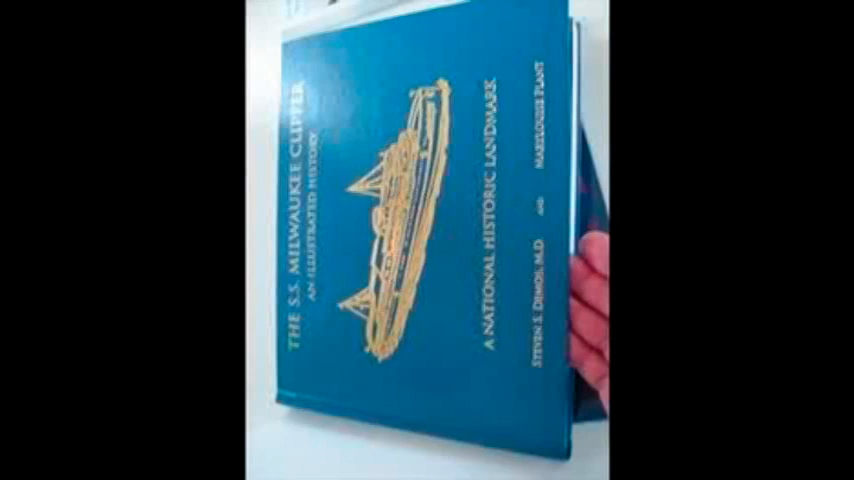 THE S.S. MILWAUKEE CLIPPER
AN ILLUSTRATED HISTORY
A NATIONAL HISTORIC LANDMARK
STEVEN S. DEMOS, M.D
AND
MARYLOUISE PLANT